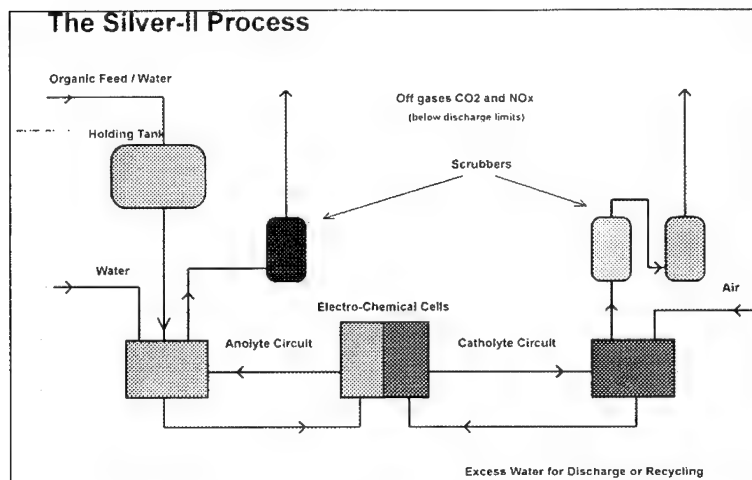 The Silver-II Process
Organic Feed / Water
Holding Tank
Off gases CO2 and NOx
(below discharge limits)
Scrubbers
Water
Air
Electro-Chemical Cells
Anolyte Circuit
Catholyte Circuit
Excess Water for Discharge or Recycling